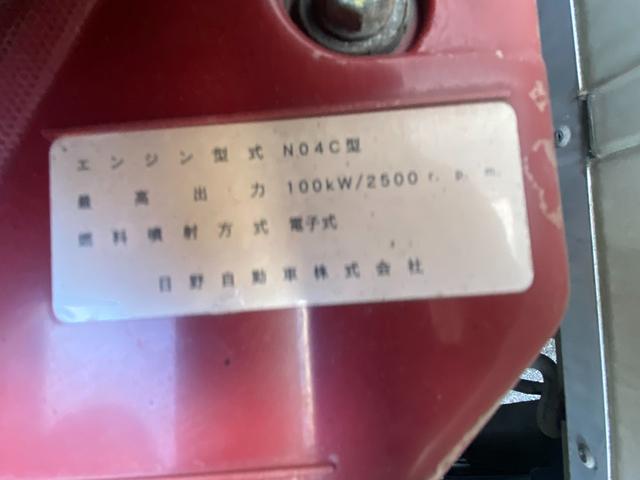 エンジン型式 N04C型
最高出力 100kW/2500 r.p.m.
燃料噴射方式 電子式
日野自動車株式会社